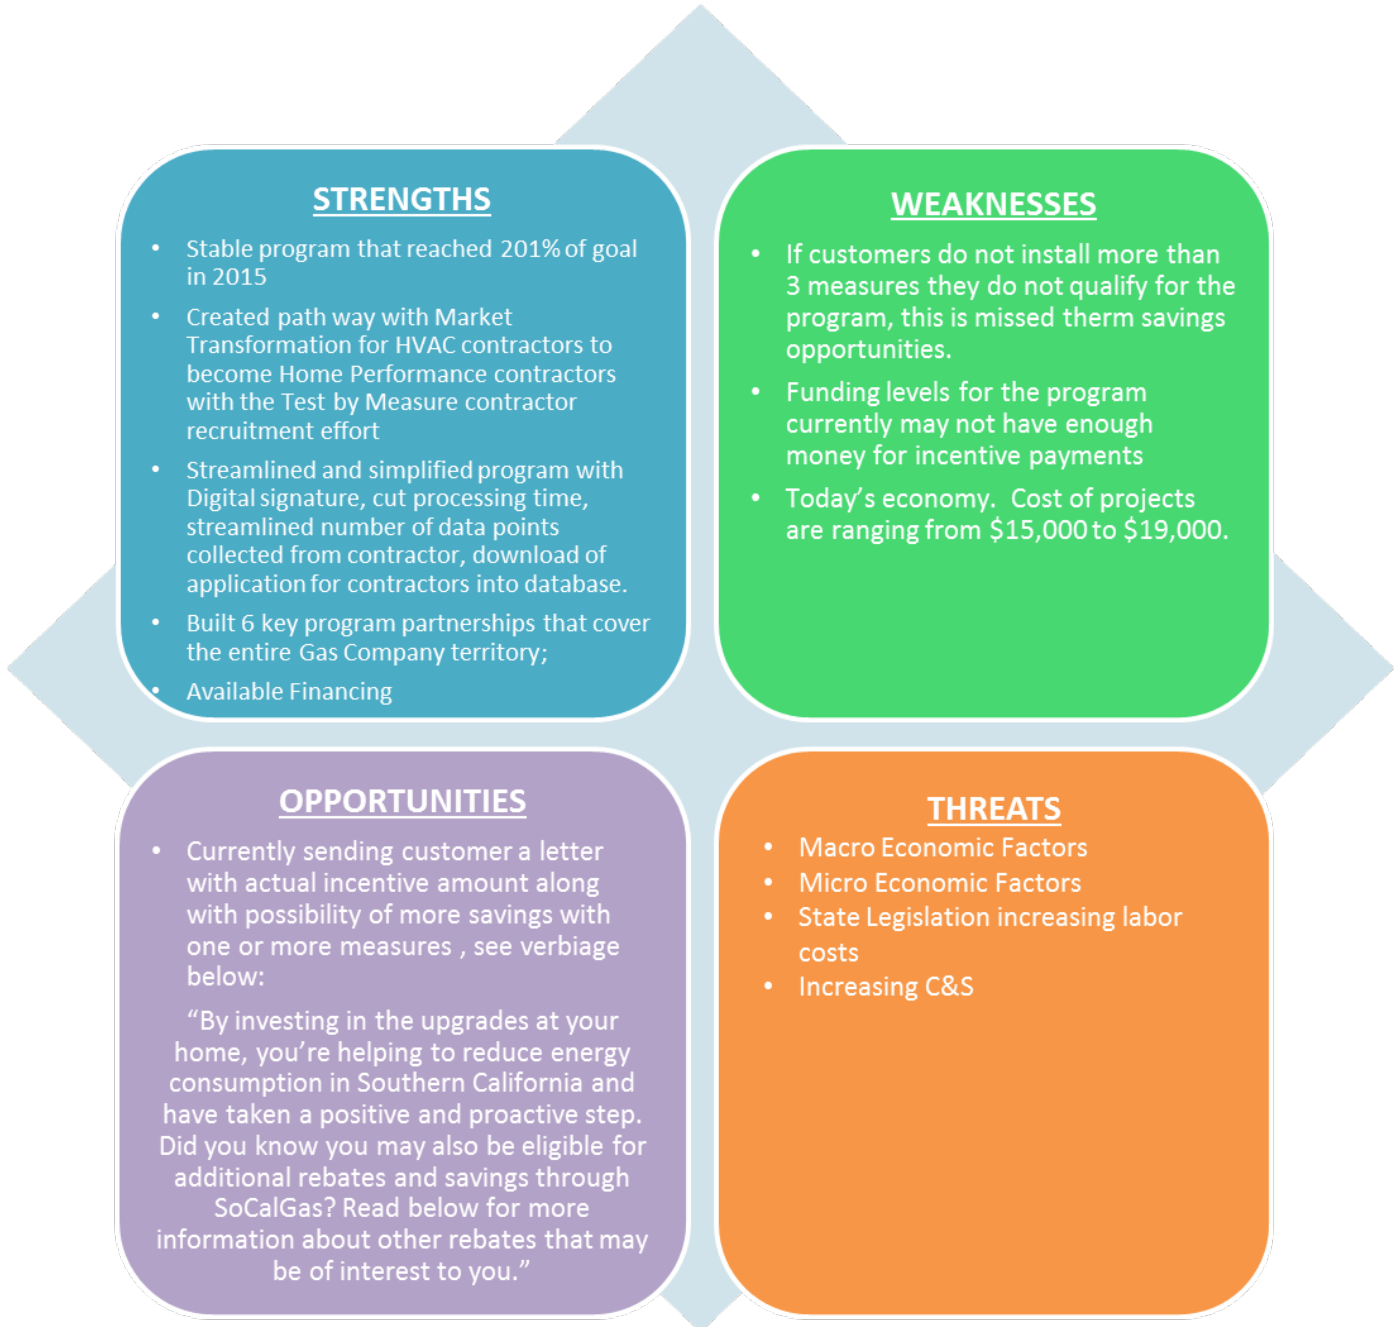 STRENGTHS
• Stable program that reached 201% of goal
in 2015
• Created path way with Market
Transformation for HVAC contractors to
become Home Performance contractors
with the Test by Measure contractor
recruitment effort
• Streamlined and simplified program with
Digital signature, cut processing time,
streamlined number of data points
collected from contractor, download of
application for contractors into database.
• Built 6 key program partnerships that cover
the entire Gas Company territory;
• Available Financing
WEAKNESSES
• If customers do not install more than
3 measures they do not qualify for the
program, this is missed therm savings
opportunities.
• Funding levels for the program
currently may not have enough
money for incentive payments
• Today’s economy.  Cost of projects
are ranging from $15,000 to $19,000.
OPPORTUNITIES
• Currently sending customer a letter
with actual incentive amount along
with possibility of more savings with
one or more measures , see verbiage
below:
“By investing in the upgrades at your
home, you’re helping to reduce energy
consumption in Southern California and
have taken a positive and proactive step.
Did you know you may also be eligible for
additional rebates and savings through
SoCalGas? Read below for more
information about other rebates that may
be of interest to you.”
THREATS
• Macro Economic Factors
• Micro Economic Factors
• State Legislation increasing labor
costs
• Increasing C&S